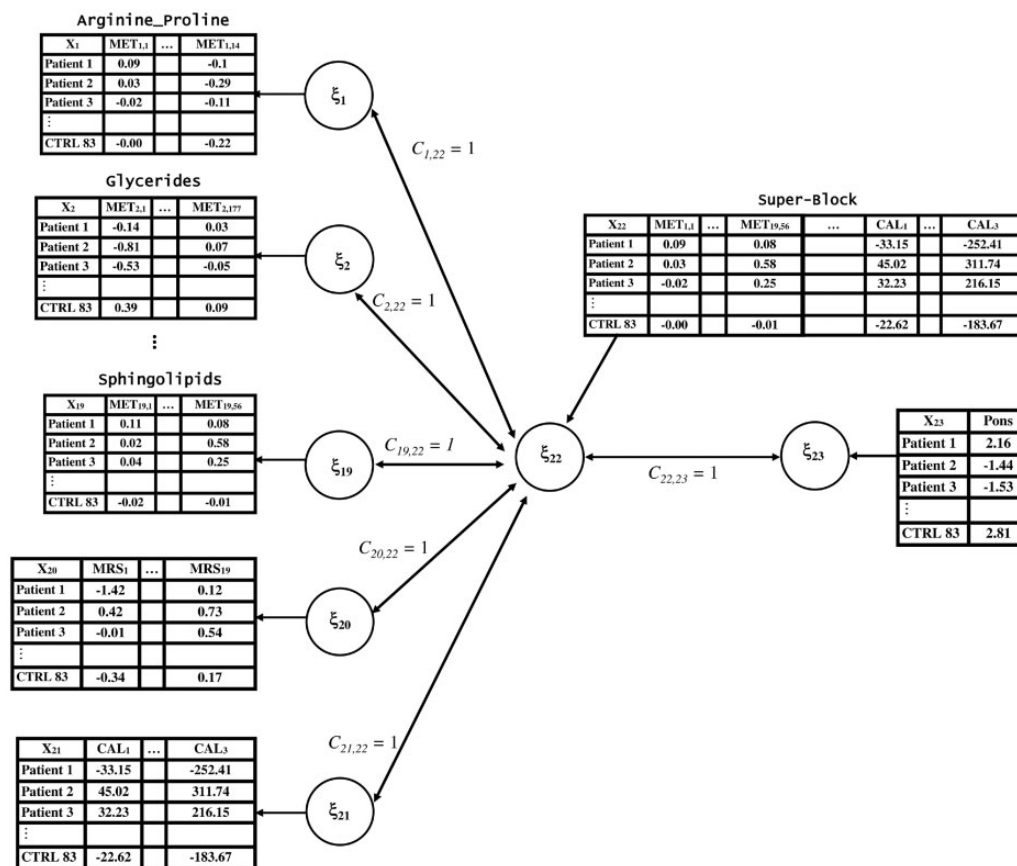 Arginine_Proline
X₁ MET₁,₁ ... MET₁,₁₄
Patient 1 0.09 -0.1
Patient 2 0.03 -0.29
Patient 3 -0.02 -0.11
⋮
CTRL 83 -0.00 -0.22
ξ₁
C₁,₂₂ = 1
Glycerides
X₂ MET₂,₁ ... MET₂,₁₇₇
Patient 1 -0.14 0.03
Patient 2 -0.81 0.07
Patient 3 -0.53 -0.05
⋮
CTRL 83 0.39 0.09
ξ₂
C₂,₂₂ = 1
⋮
Super-Block
X₂₂ MET₁,₁ ... MET₁₉,₅₆ ... CAL₁ ... CAL₃
Patient 1 0.09 0.08 -33.15 -252.41
Patient 2 0.03 0.58 45.02 311.74
Patient 3 -0.02 0.25 32.23 216.15
⋮
CTRL 83 -0.00 -0.01 -22.62 -183.67
Sphingolipids
X₁₉ MET₁₉,₁ ... MET₁₉,₅₆
Patient 1 0.11 0.08
Patient 2 0.02 0.58
Patient 3 0.04 0.25
⋮
CTRL 83 -0.02 -0.01
ξ₁₉
C₁₉,₂₂ = 1
ξ₂₂
C₂₂,₂₃ = 1
ξ₂₃
X₂₃ Pons
Patient 1 2.16
Patient 2 -1.44
Patient 3 -1.53
⋮
CTRL 83 2.81
X₂₀ MRS₁ ... MRS₁₉
Patient 1 -1.42 0.12
Patient 2 0.42 0.73
Patient 3 -0.01 0.54
⋮
CTRL 83 -0.34 0.17
ξ₂₀
C₂₀,₂₂ = 1
X₂₁ CAL₁ ... CAL₃
Patient 1 -33.15 -252.41
Patient 2 45.02 311.74
Patient 3 32.23 216.15
⋮
CTRL 83 -22.62 -183.67
ξ₂₁
C₂₁,₂₂ = 1